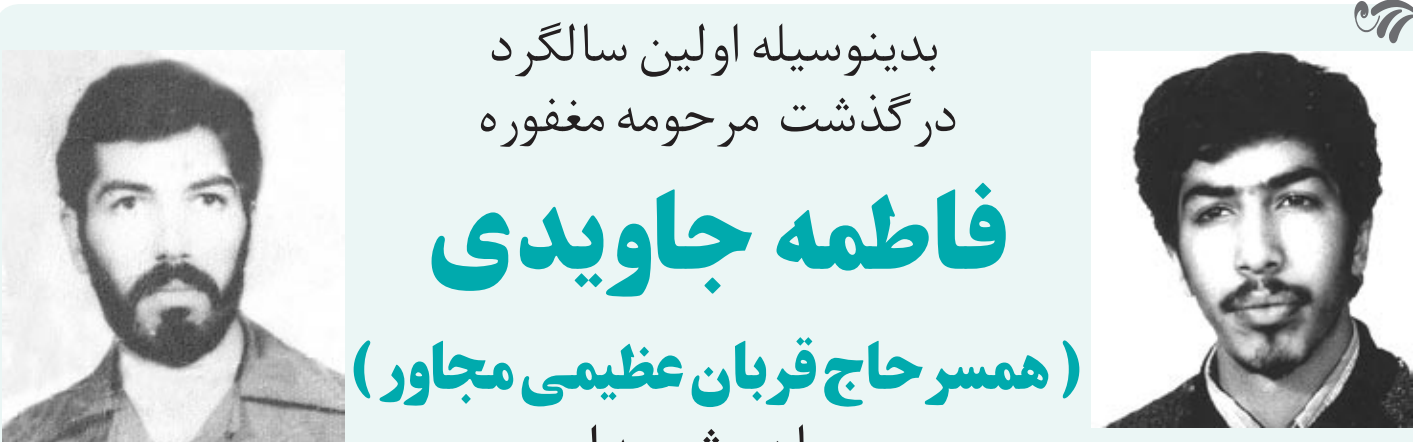 بدینوسیله اولین سالگرد
درگذشت مرحومه مغفوره
فاطمه جاویدی
( همسر حاج قربان عظیمی مجاور )